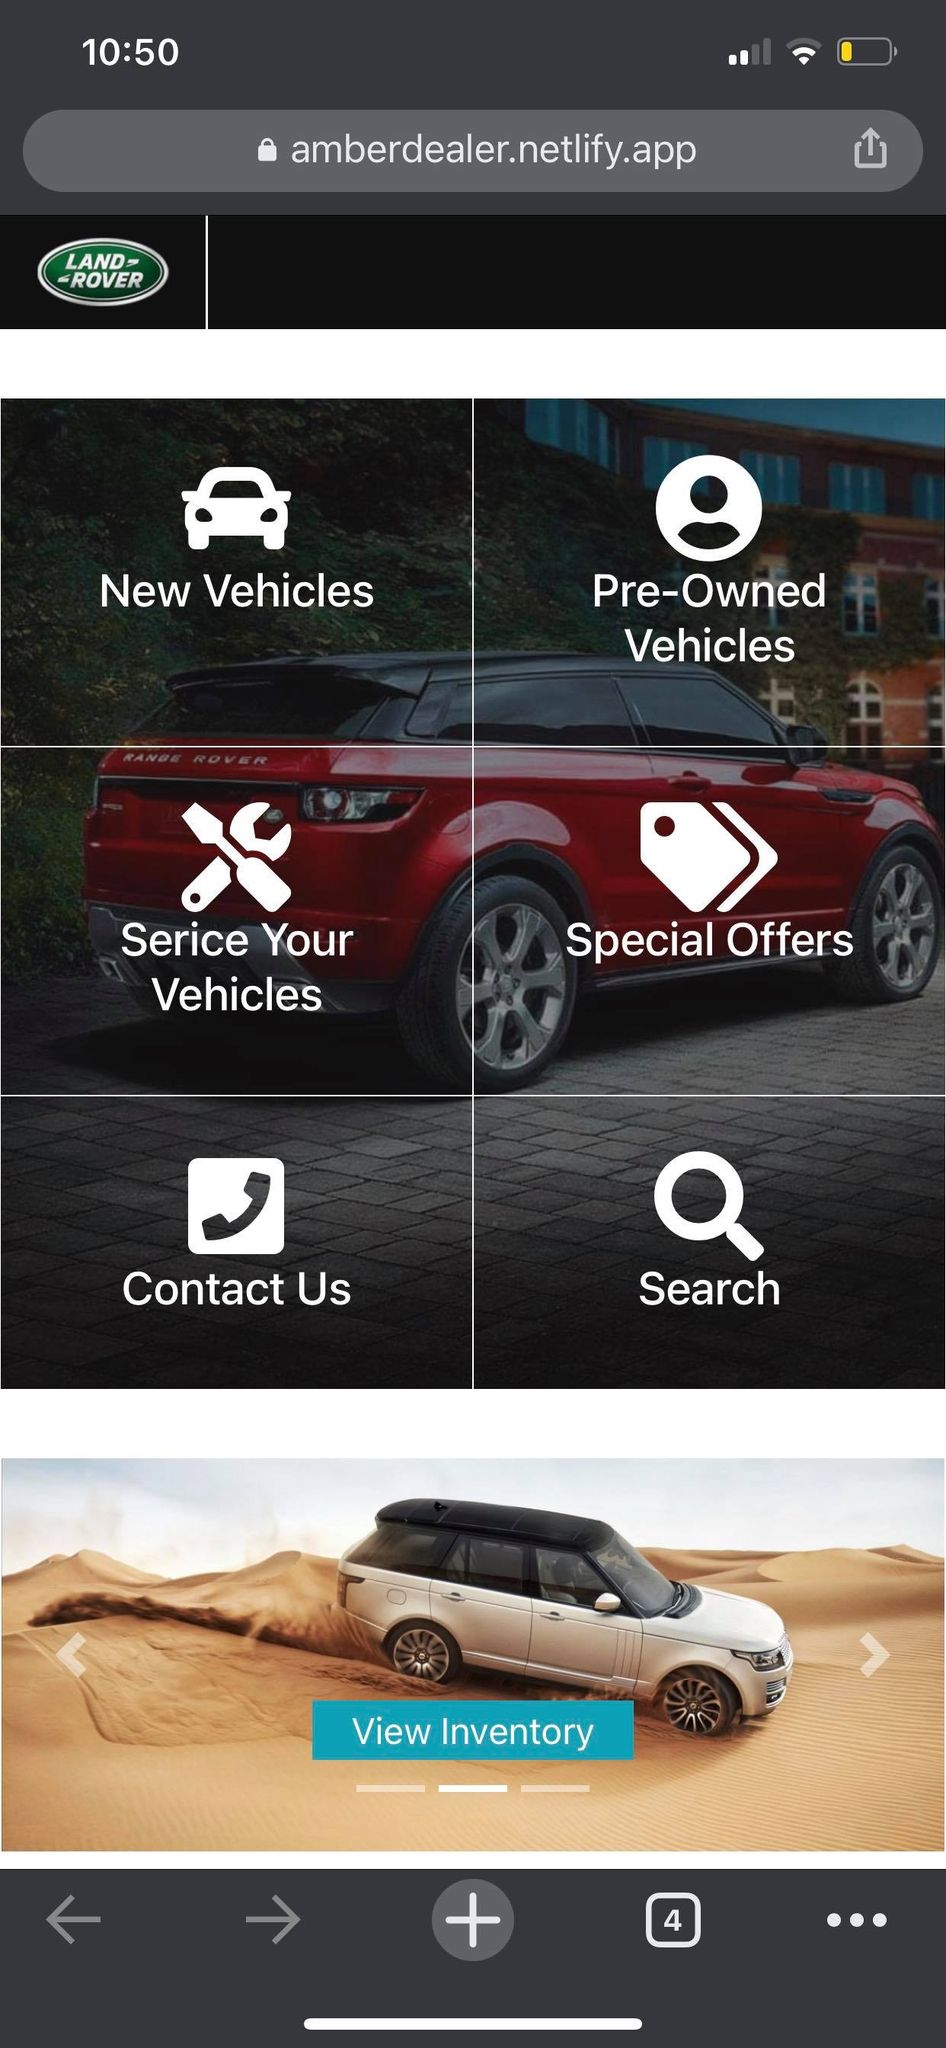 10:50
amberdealer.netlify.app
LAND-
-ROVER
New Vehicles
Pre-Owned
Vehicles
RANGE ROVER
Serice Your
Vehicles
Special Offers
Contact Us
Search
View Inventory
4